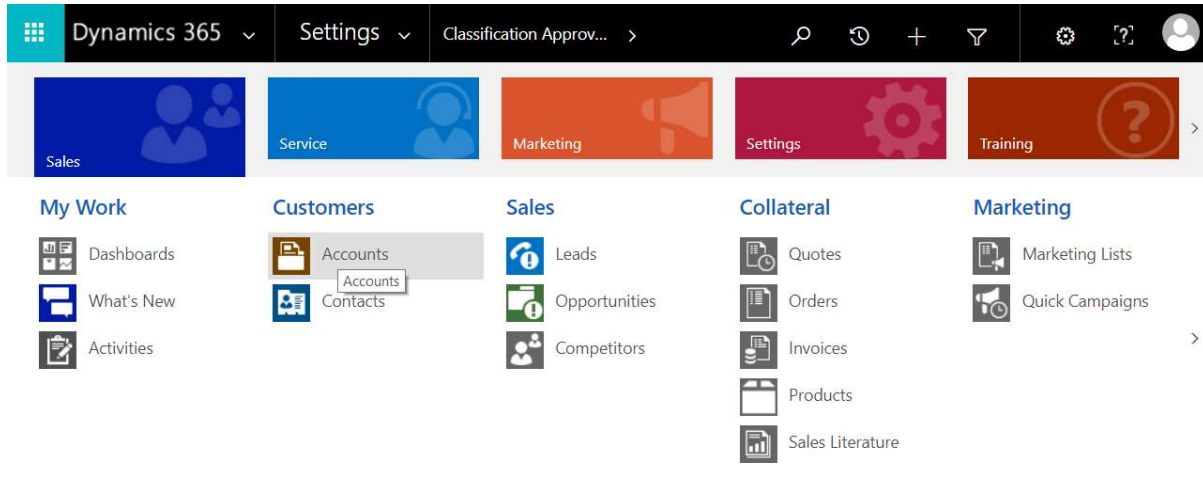 Dynamics 365 Settings Classification Approv... >
Sales Service Marketing Settings Training
My Work Customers Sales Collateral Marketing
Dashboards Accounts Leads Quotes Marketing Lists
Accounts
What's New Contacts Opportunities Orders Quick Campaigns
Activities Competitors Invoices
Products
Sales Literature